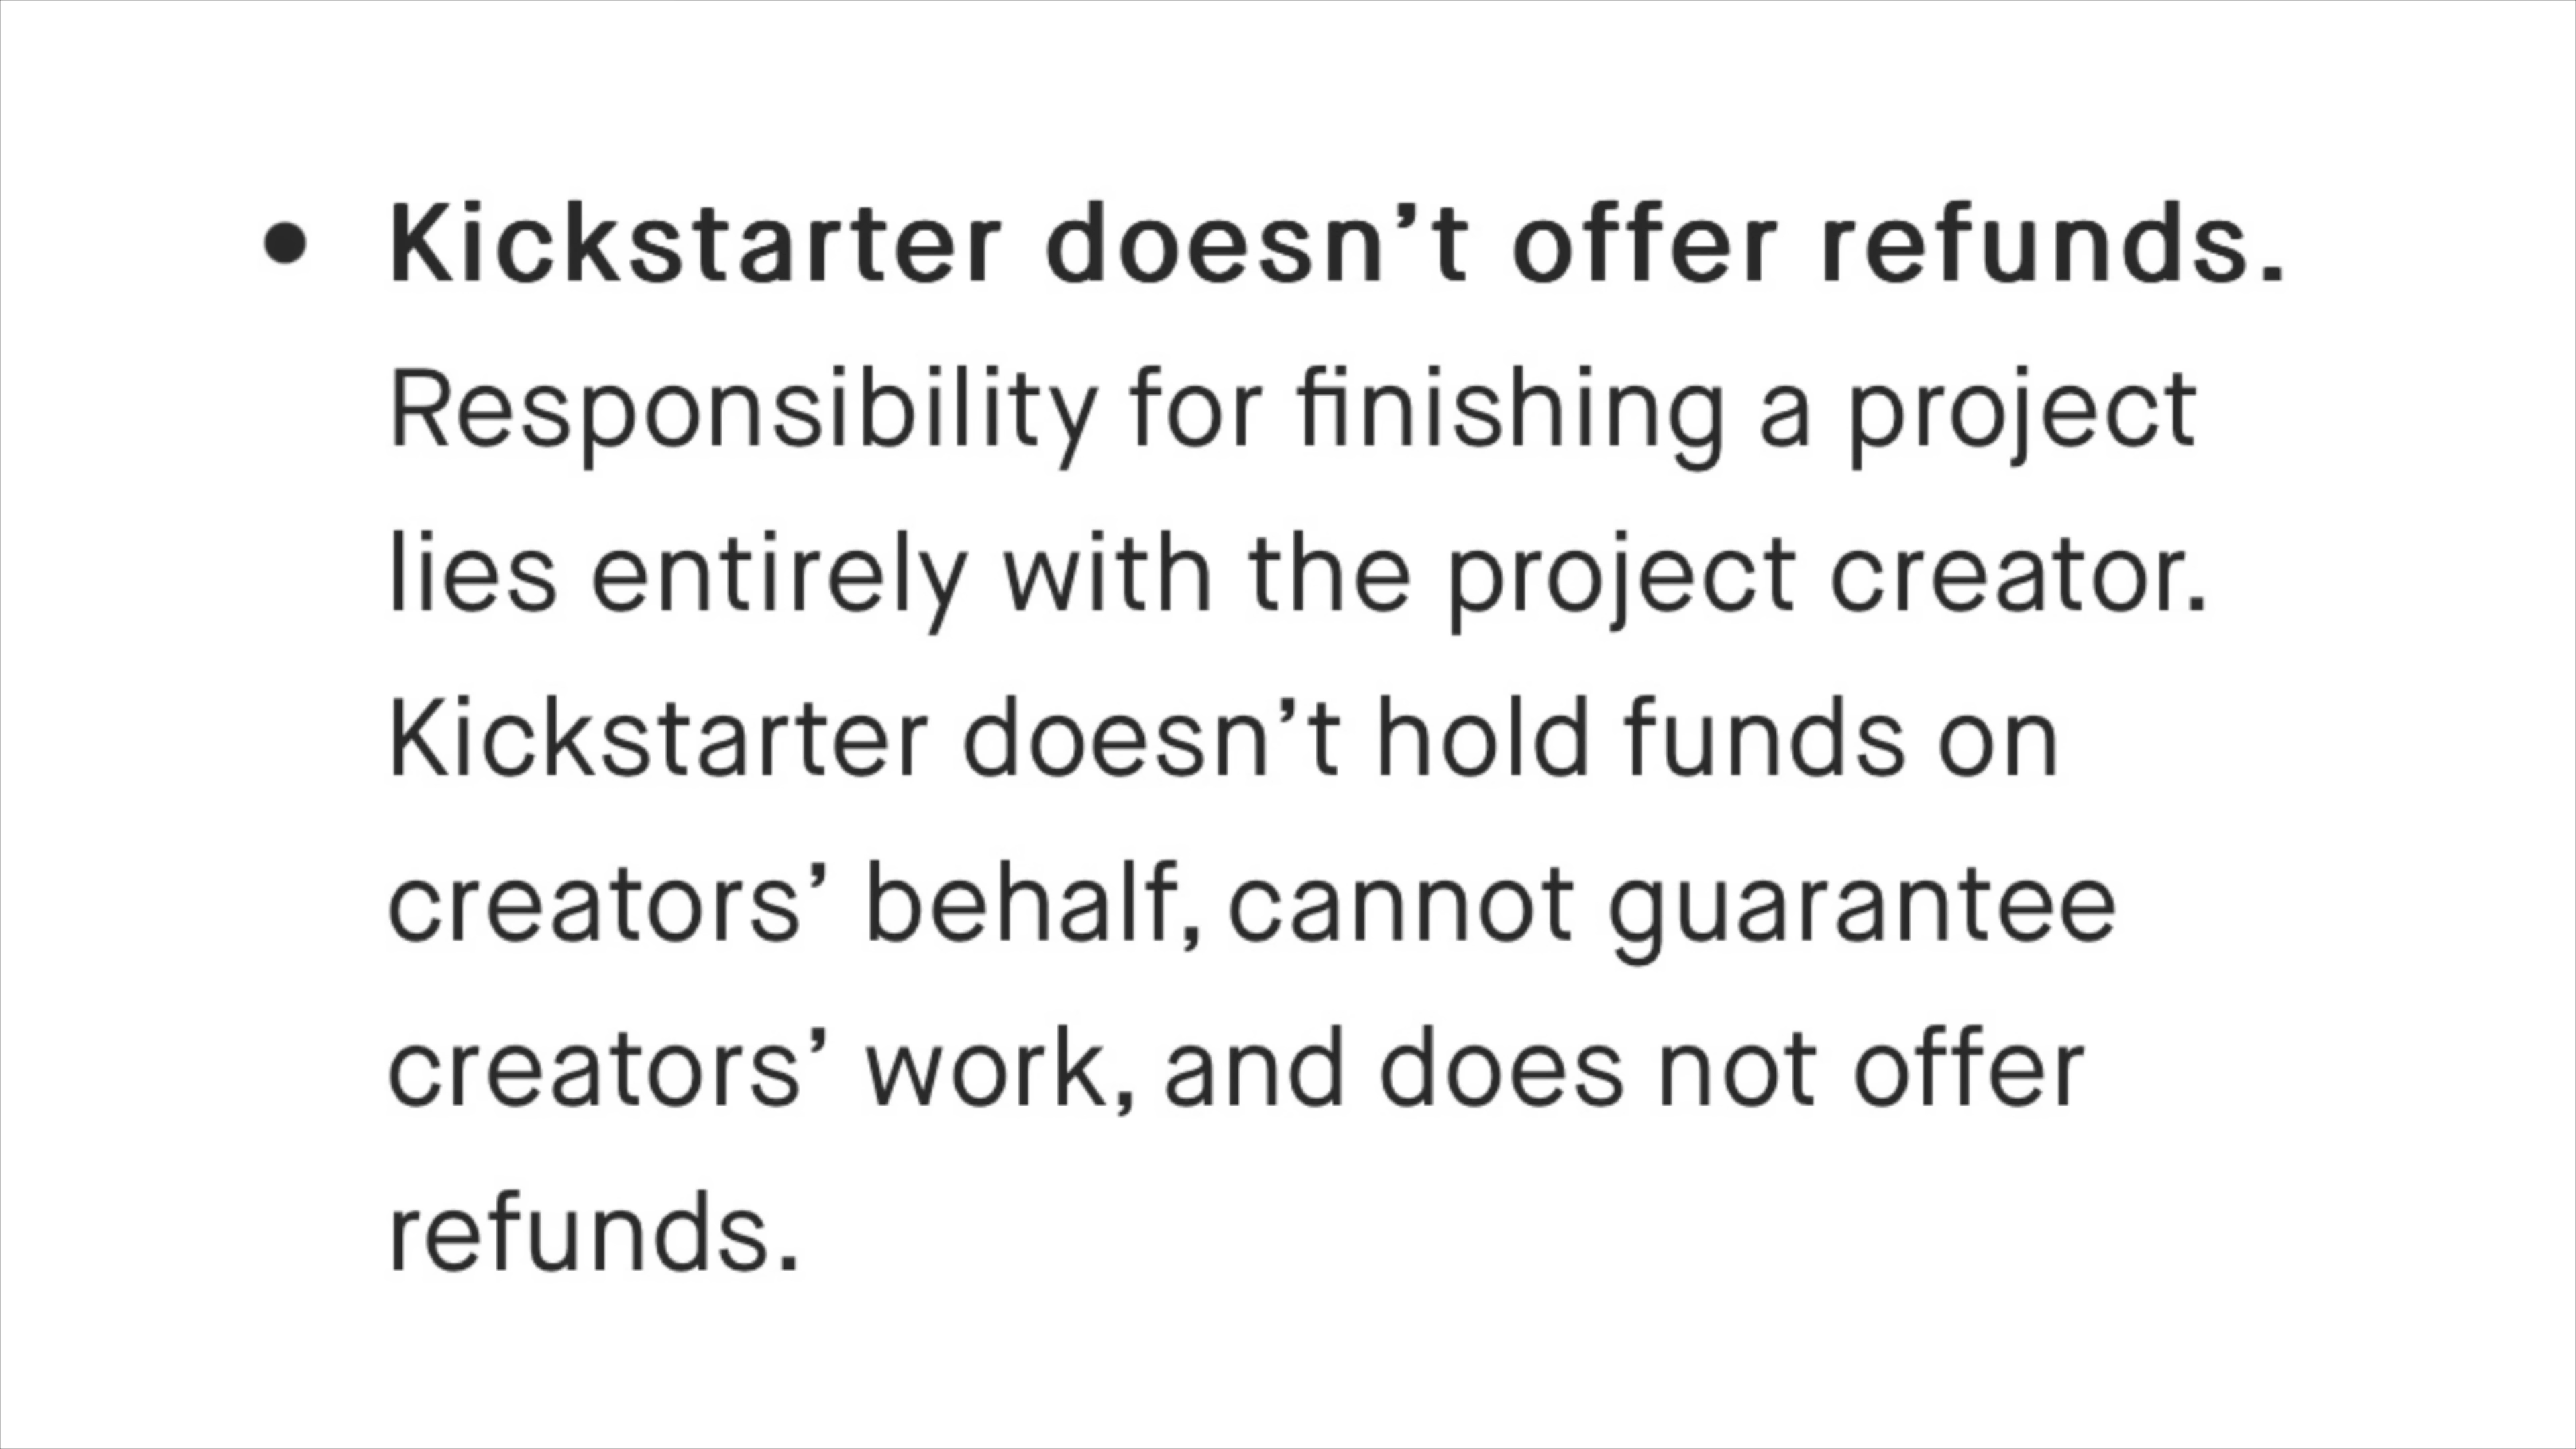 • Kickstarter doesn’t offer refunds.
Responsibility for finishing a project
lies entirely with the project creator.
Kickstarter doesn’t hold funds on
creators’ behalf, cannot guarantee
creators’ work, and does not offer
refunds.